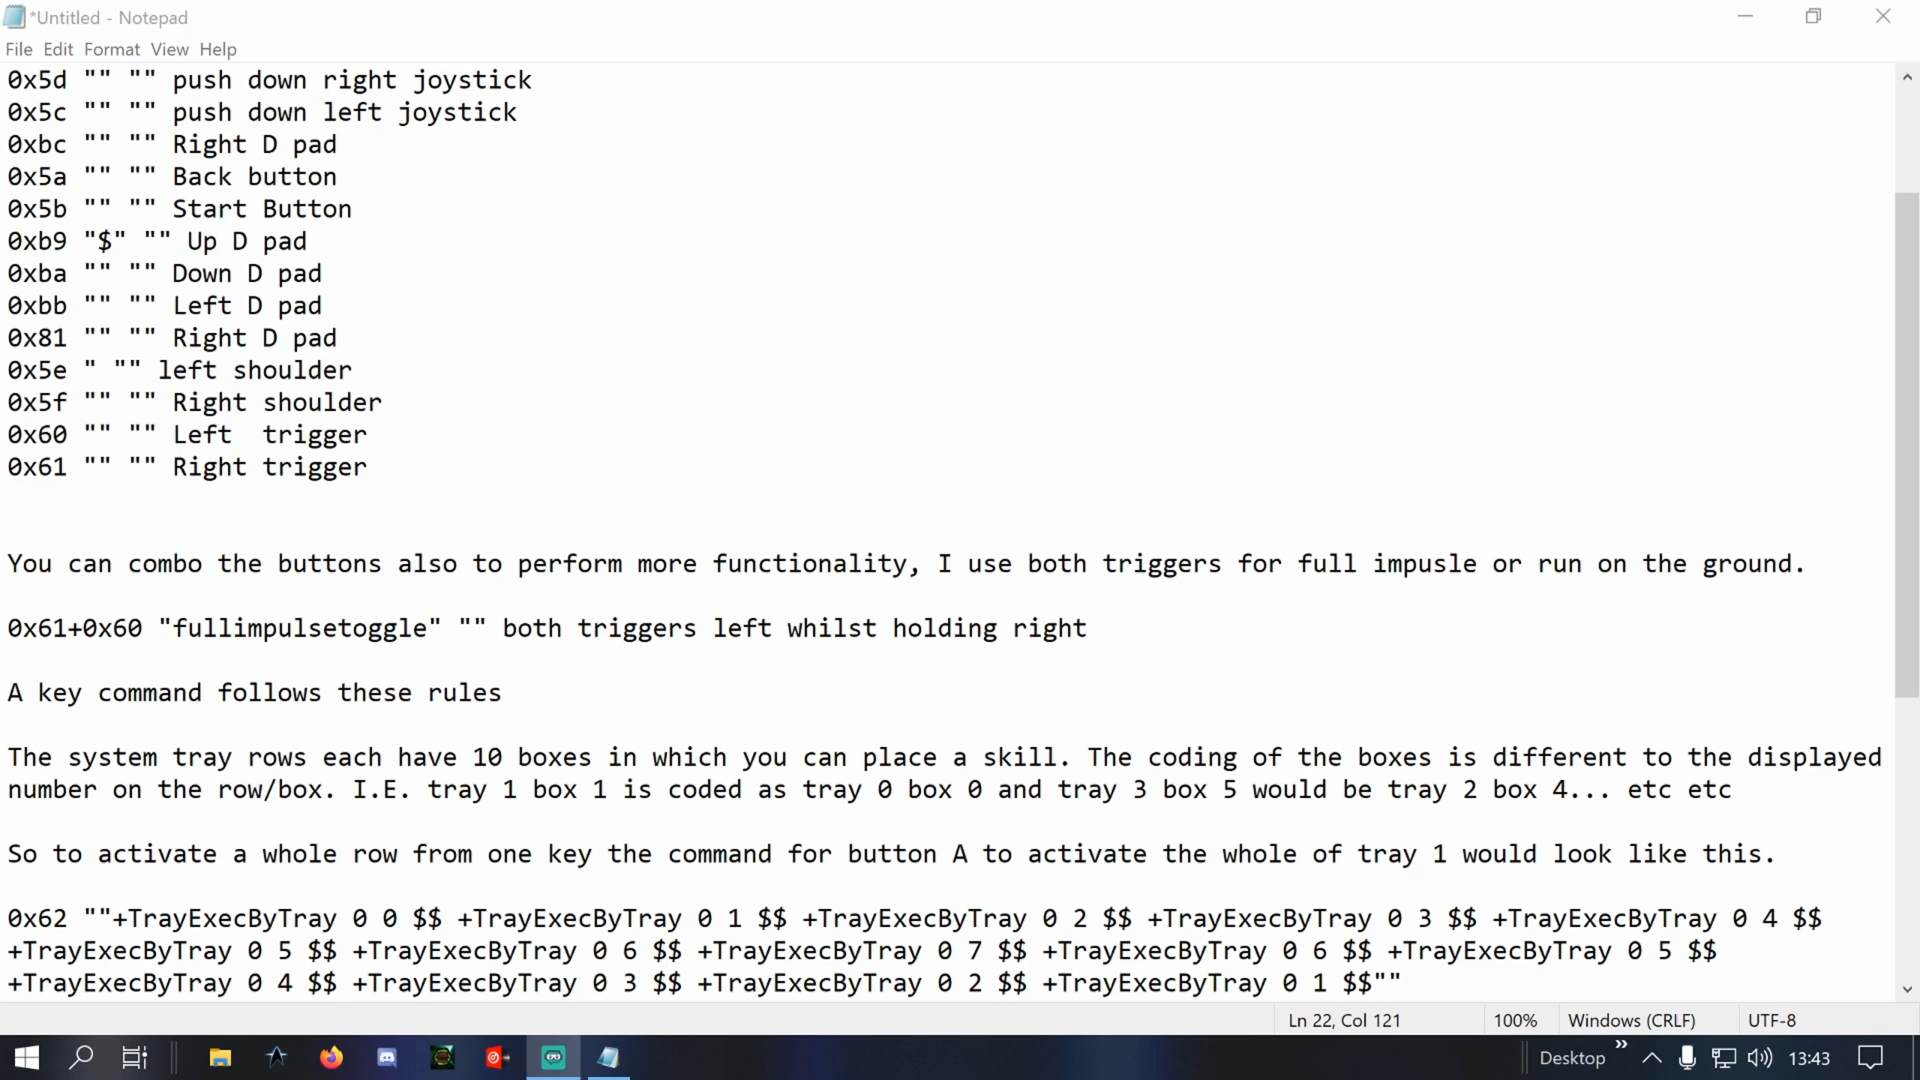 *Untitled - Notepad
File Edit Format View Help
0x5d "" "" push down right joystick
0x5c "" "" push down left joystick
0xbc "" "" Right D pad
0x5a "" "" Back button
0x5b "" "" Start Button
0xb9 "$" "" Up D pad
0xba "" "" Down D pad
0xbb "" "" Left D pad
0x81 "" "" Right D pad
0x5e " "" left shoulder
0x5f "" "" Right shoulder
0x60 "" "" Left  trigger
0x61 "" "" Right trigger
You can combo the buttons also to perform more functionality, I use both triggers for full impusle or run on the ground.
0x61+0x60 "fullimpulsetoggle" "" both triggers left whilst holding right
A key command follows these rules
The system tray rows each have 10 boxes in which you can place a skill. The coding of the boxes is different to the displayed
number on the row/box. I.E. tray 1 box 1 is coded as tray 0 box 0 and tray 3 box 5 would be tray 2 box 4... etc etc
So to activate a whole row from one key the command for button A to activate the whole of tray 1 would look like this.
0x62 ""+TrayExecByTray 0 0 $$ +TrayExecByTray 0 1 $$ +TrayExecByTray 0 2 $$ +TrayExecByTray 0 3 $$ +TrayExecByTray 0 4 $$
+TrayExecByTray 0 5 $$ +TrayExecByTray 0 6 $$ +TrayExecByTray 0 7 $$ +TrayExecByTray 0 6 $$ +TrayExecByTray 0 5 $$
+TrayExecByTray 0 4 $$ +TrayExecByTray 0 3 $$ +TrayExecByTray 0 2 $$ +TrayExecByTray 0 1 $$""
Ln 22, Col 121 100% Windows (CRLF) UTF-8
Desktop » 13:43